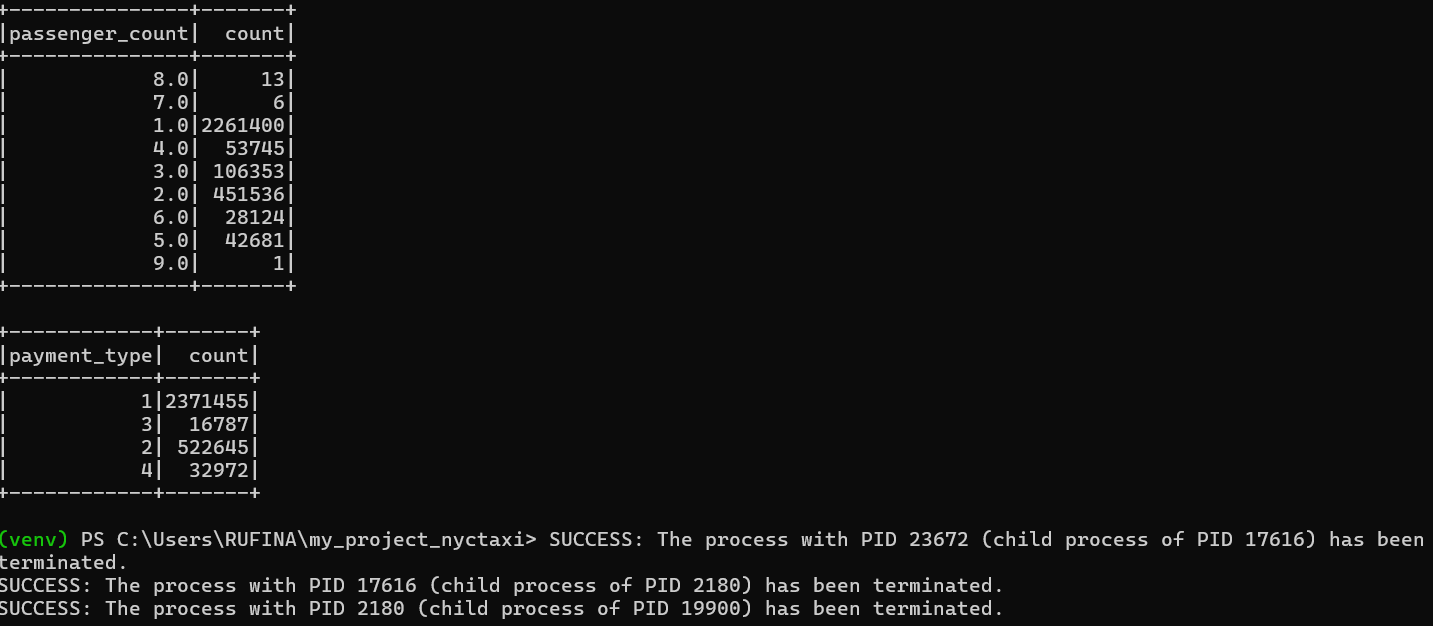 +---------------+-------+
|passenger_count|  count|
+---------------+-------+
|            8.0|     13|
|            7.0|      6|
|            1.0|2261400|
|            4.0|  53745|
|            3.0| 106353|
|            2.0| 451536|
|            6.0|  28124|
|            5.0|  42681|
|            9.0|      1|
+---------------+-------+

+------------+-------+
|payment_type|  count|
+------------+-------+
|           1|2371455|
|           3|  16787|
|           2| 522645|
|           4|  32972|
+------------+-------+

(venv) PS C:\Users\RUFINA\my_project_nyctaxi> SUCCESS: The process with PID 23672 (child process of PID 17616) has been
terminated.
SUCCESS: The process with PID 17616 (child process of PID 2180) has been terminated.
SUCCESS: The process with PID 2180 (child process of PID 19900) has been terminated.